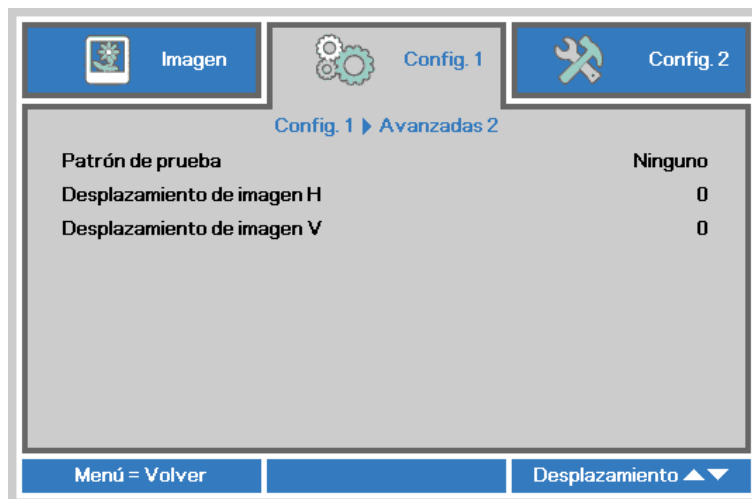 Imagen
Config. 1
Config. 2
Config. 1 ▶ Avanzadas 2
Patrón de prueba Ninguno
Desplazamiento de imagen H 0
Desplazamiento de imagen V 0
Menú = Volver
Desplazamiento ▲▼